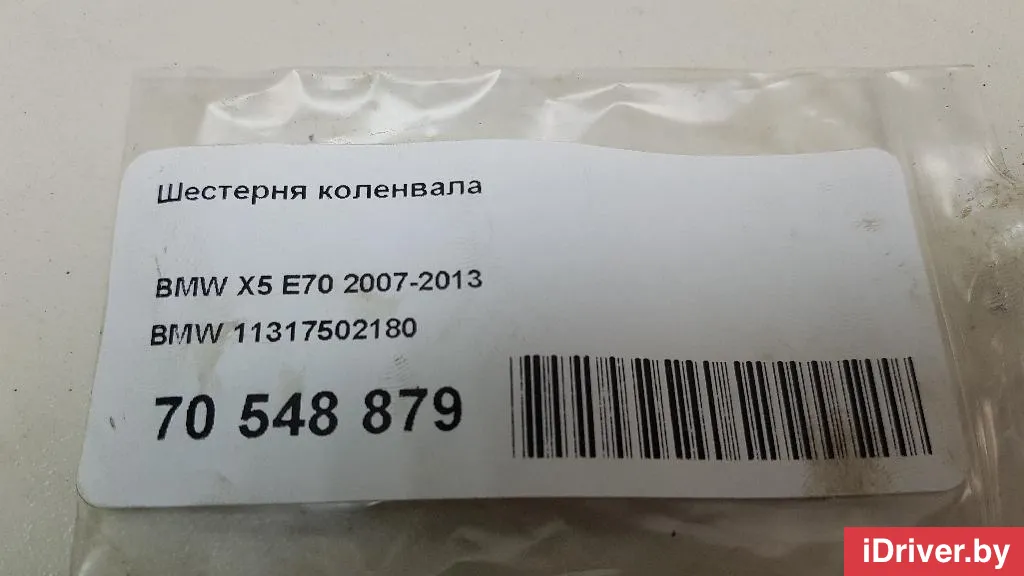 Шестерня коленвала
BMW X5 E70 2007-2013
BMW 11317502180
70 548 879
iDriver.by